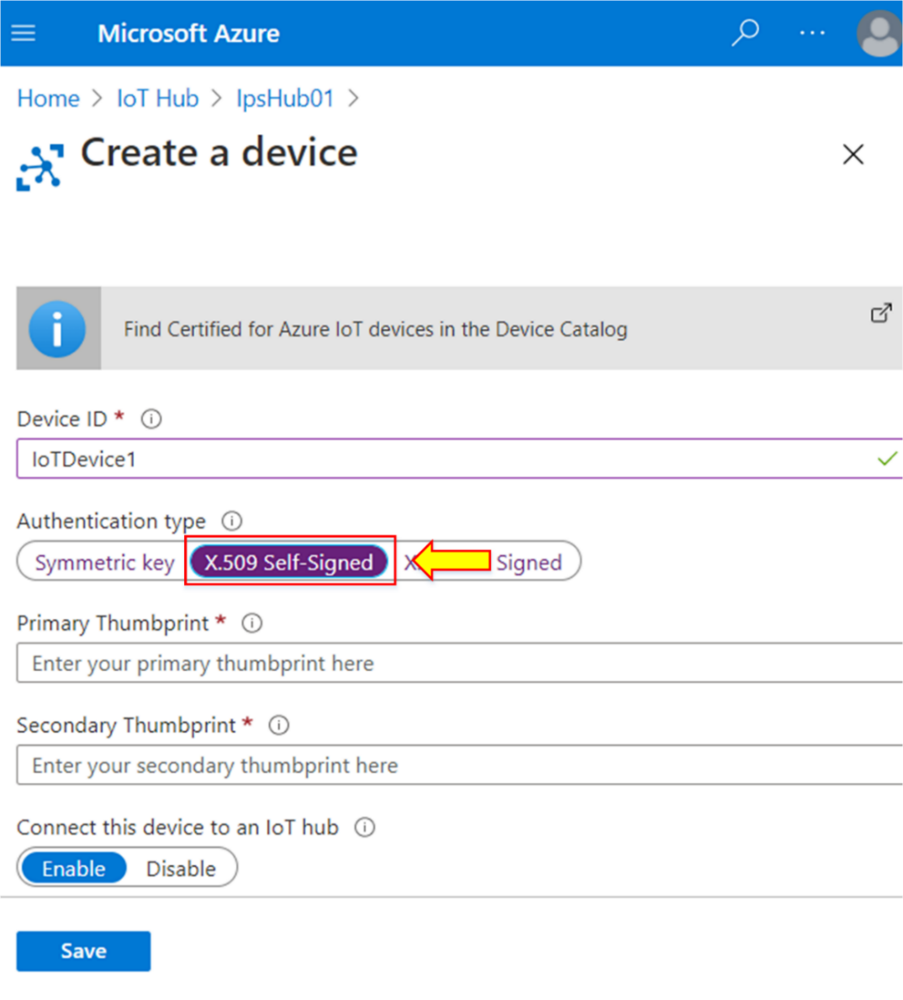 Microsoft Azure
Home > IoT Hub > IpsHub01 >
Create a device
Find Certified for Azure IoT devices in the Device Catalog
Device ID *
IoTDevice1
Authentication type
Symmetric key X.509 Self-Signed Signed
Primary Thumbprint *
Enter your primary thumbprint here
Secondary Thumbprint *
Enter your secondary thumbprint here
Connect this device to an IoT hub
Enable Disable
Save